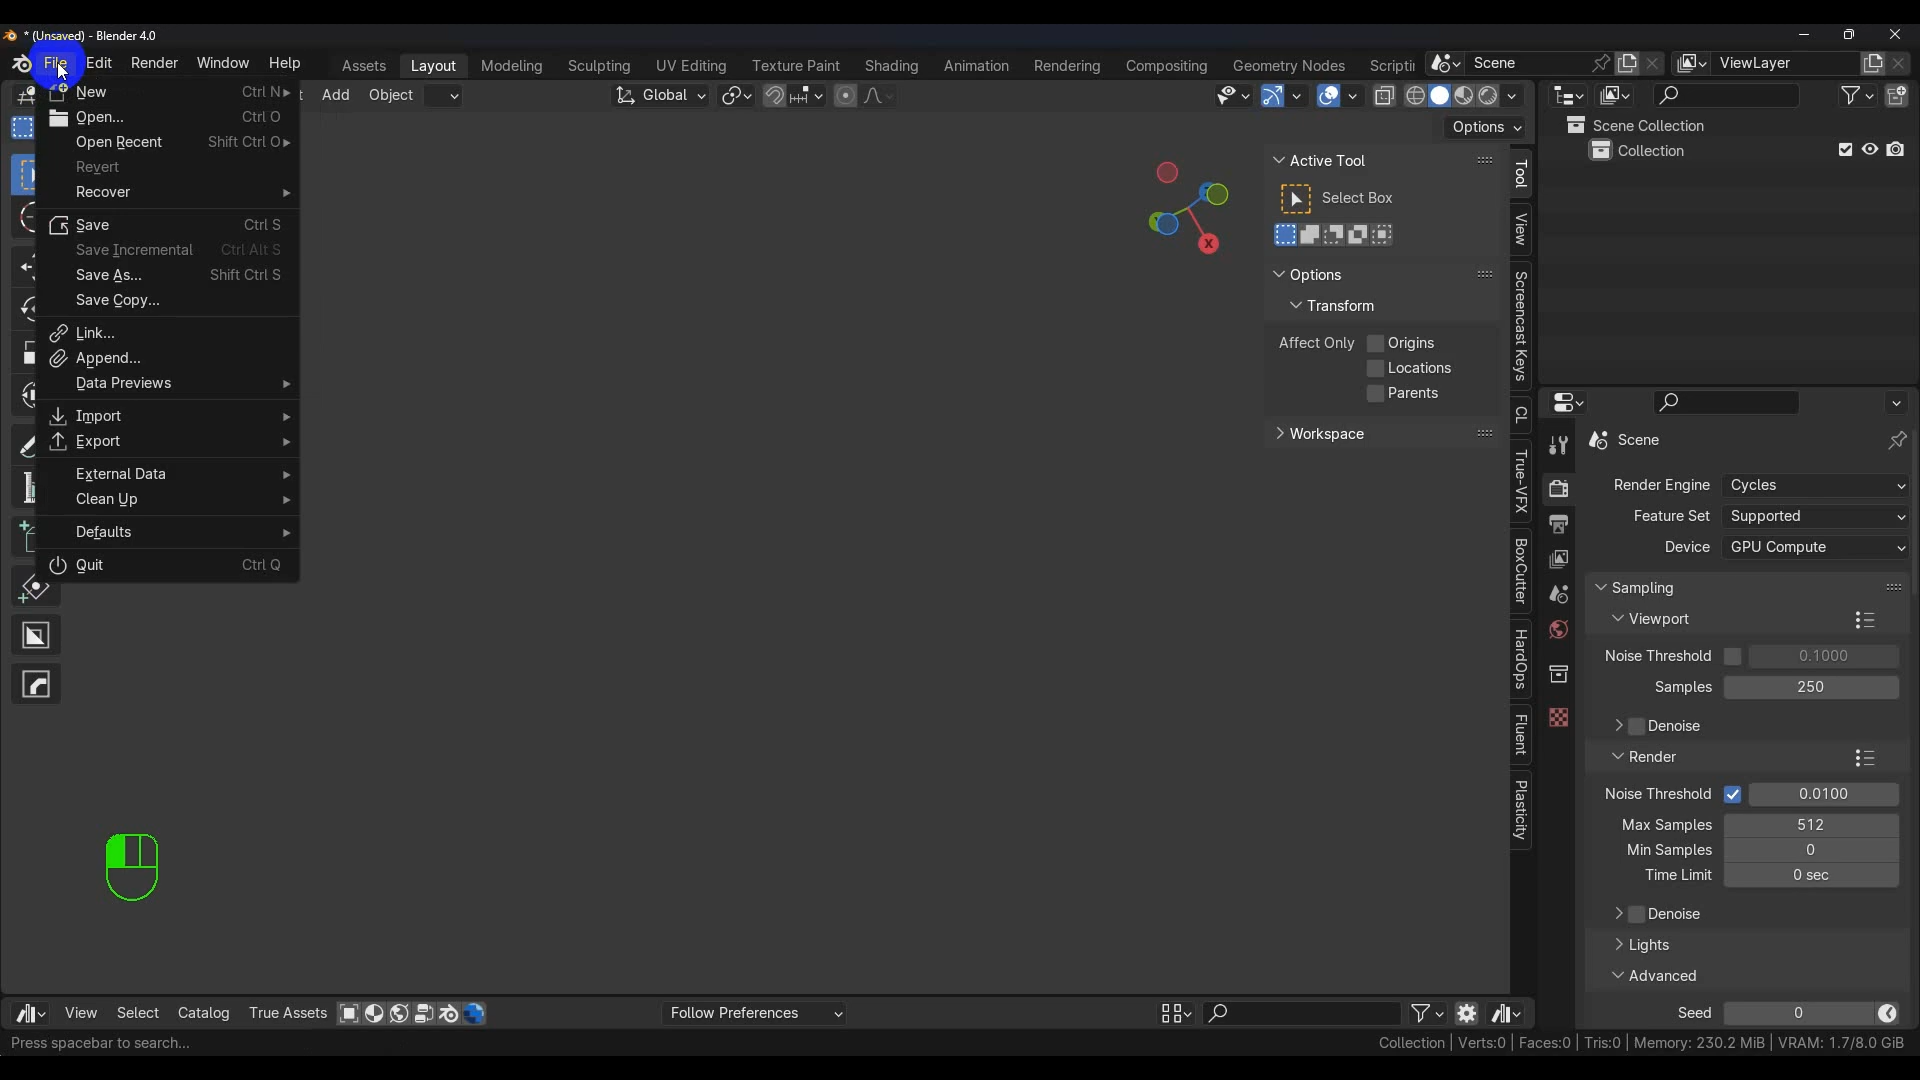 * (Unsaved) - Blender 4.0
File Edit Render Window Help
Assets Layout Modeling Sculpting UV Editing Texture Paint Shading Animation Rendering Compositing Geometry Nodes Scripti
Scene
ViewLayer
New Ctrl N
Open... Ctrl O
Open Recent Shift Ctrl O
Revert
Recover
Save Ctrl S
Save Incremental Ctrl Alt S
Save As... Shift Ctrl S
Save Copy...
Link...
Append...
Data Previews
Import
Export
External Data
Clean Up
Defaults
Quit Ctrl Q
t Add Object
Global
Options
X
Active Tool
Select Box
Options
Transform
Affect Only Origins
Locations
Parents
Workspace
Tool
View
Screencast Keys
CL
True-VFX
BoxCutter
HardOps
Fluent
Plasticity
Scene Collection
Collection
Scene
Render Engine Cycles
Feature Set Supported
Device GPU Compute
Sampling
Viewport
Noise Threshold 0.1000
Samples 250
Denoise
Render
Noise Threshold 0.0100
Max Samples 512
Min Samples 0
Time Limit 0 sec
Denoise
Lights
Advanced
Seed 0
View Select Catalog True Assets Follow Preferences
Press spacebar to search...
Collection | Verts:0 | Faces:0 | Tris:0 | Memory: 230.2 MiB | VRAM: 1.7/8.0 GiB